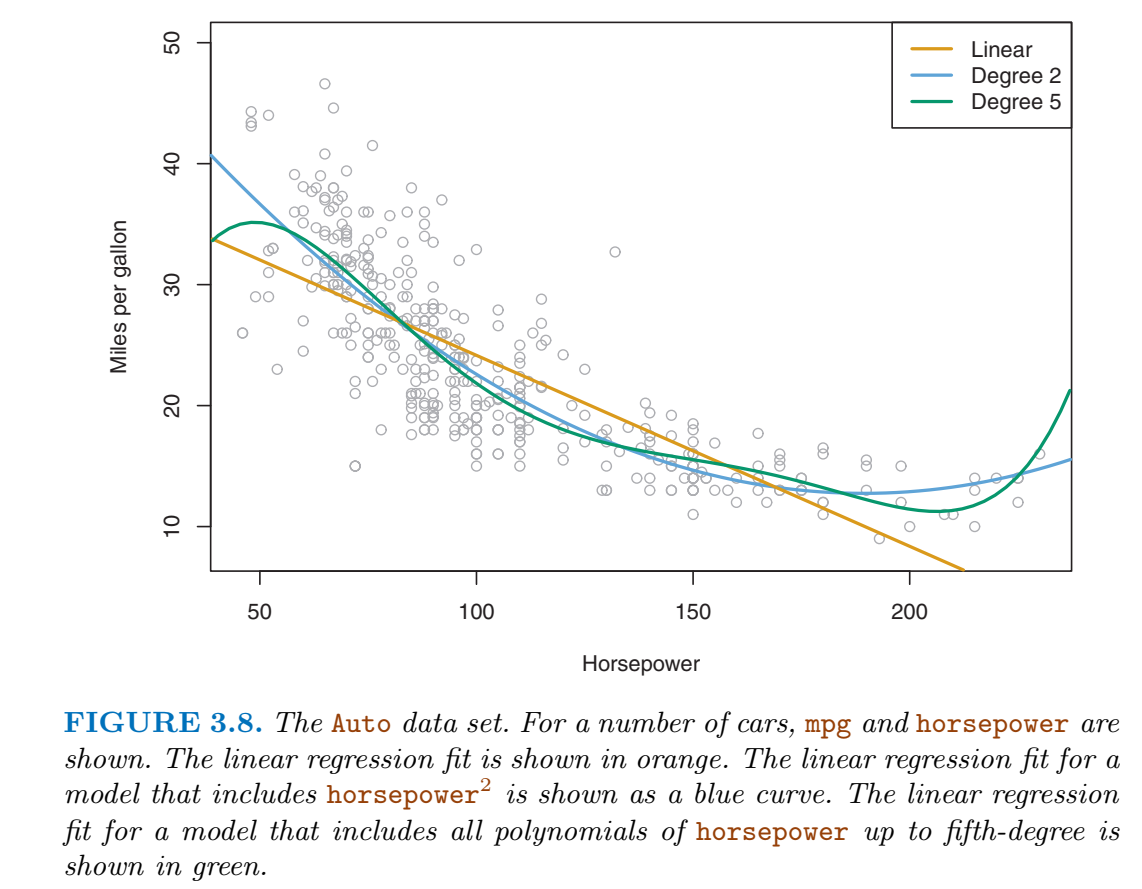 50
40
30
20
10
Miles per gallon
Linear
Degree 2
Degree 5
50
100
150
200
Horsepower
FIGURE 3.8. The Auto data set. For a number of cars, mpg and horsepower are
shown. The linear regression fit is shown in orange. The linear regression fit for a
model that includes horsepower² is shown as a blue curve. The linear regression
fit for a model that includes all polynomials of horsepower up to fifth-degree is
shown in green.